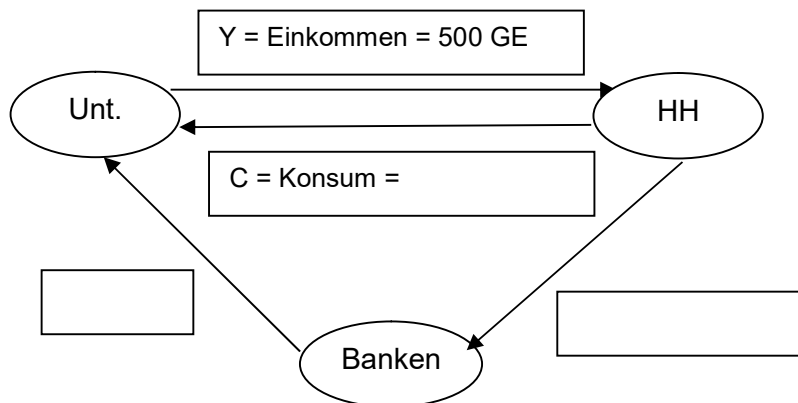 Y = Einkommen = 500 GE
Unt.
HH
C = Konsum =
Banken